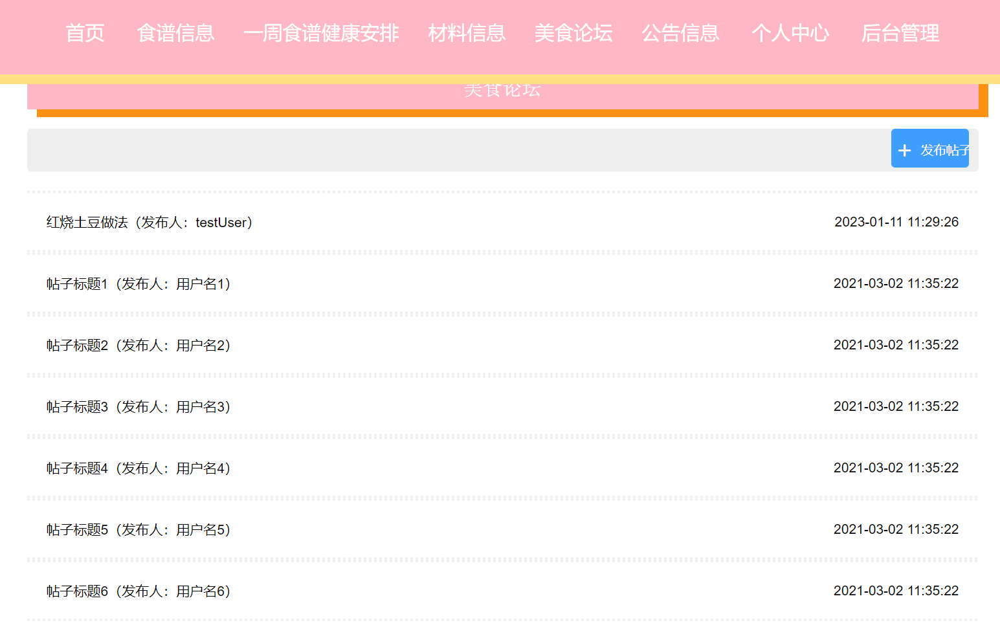 首页 食谱信息 一周食谱健康安排 材料信息 美食论坛 公告信息 个人中心 后台管理
美食论坛
+ 发布帖子
红烧土豆做法（发布人：testUser） 2023-01-11 11:29:26
帖子标题1（发布人：用户名1） 2021-03-02 11:35:22
帖子标题2（发布人：用户名2） 2021-03-02 11:35:22
帖子标题3（发布人：用户名3） 2021-03-02 11:35:22
帖子标题4（发布人：用户名4） 2021-03-02 11:35:22
帖子标题5（发布人：用户名5） 2021-03-02 11:35:22
帖子标题6（发布人：用户名6） 2021-03-02 11:35:22